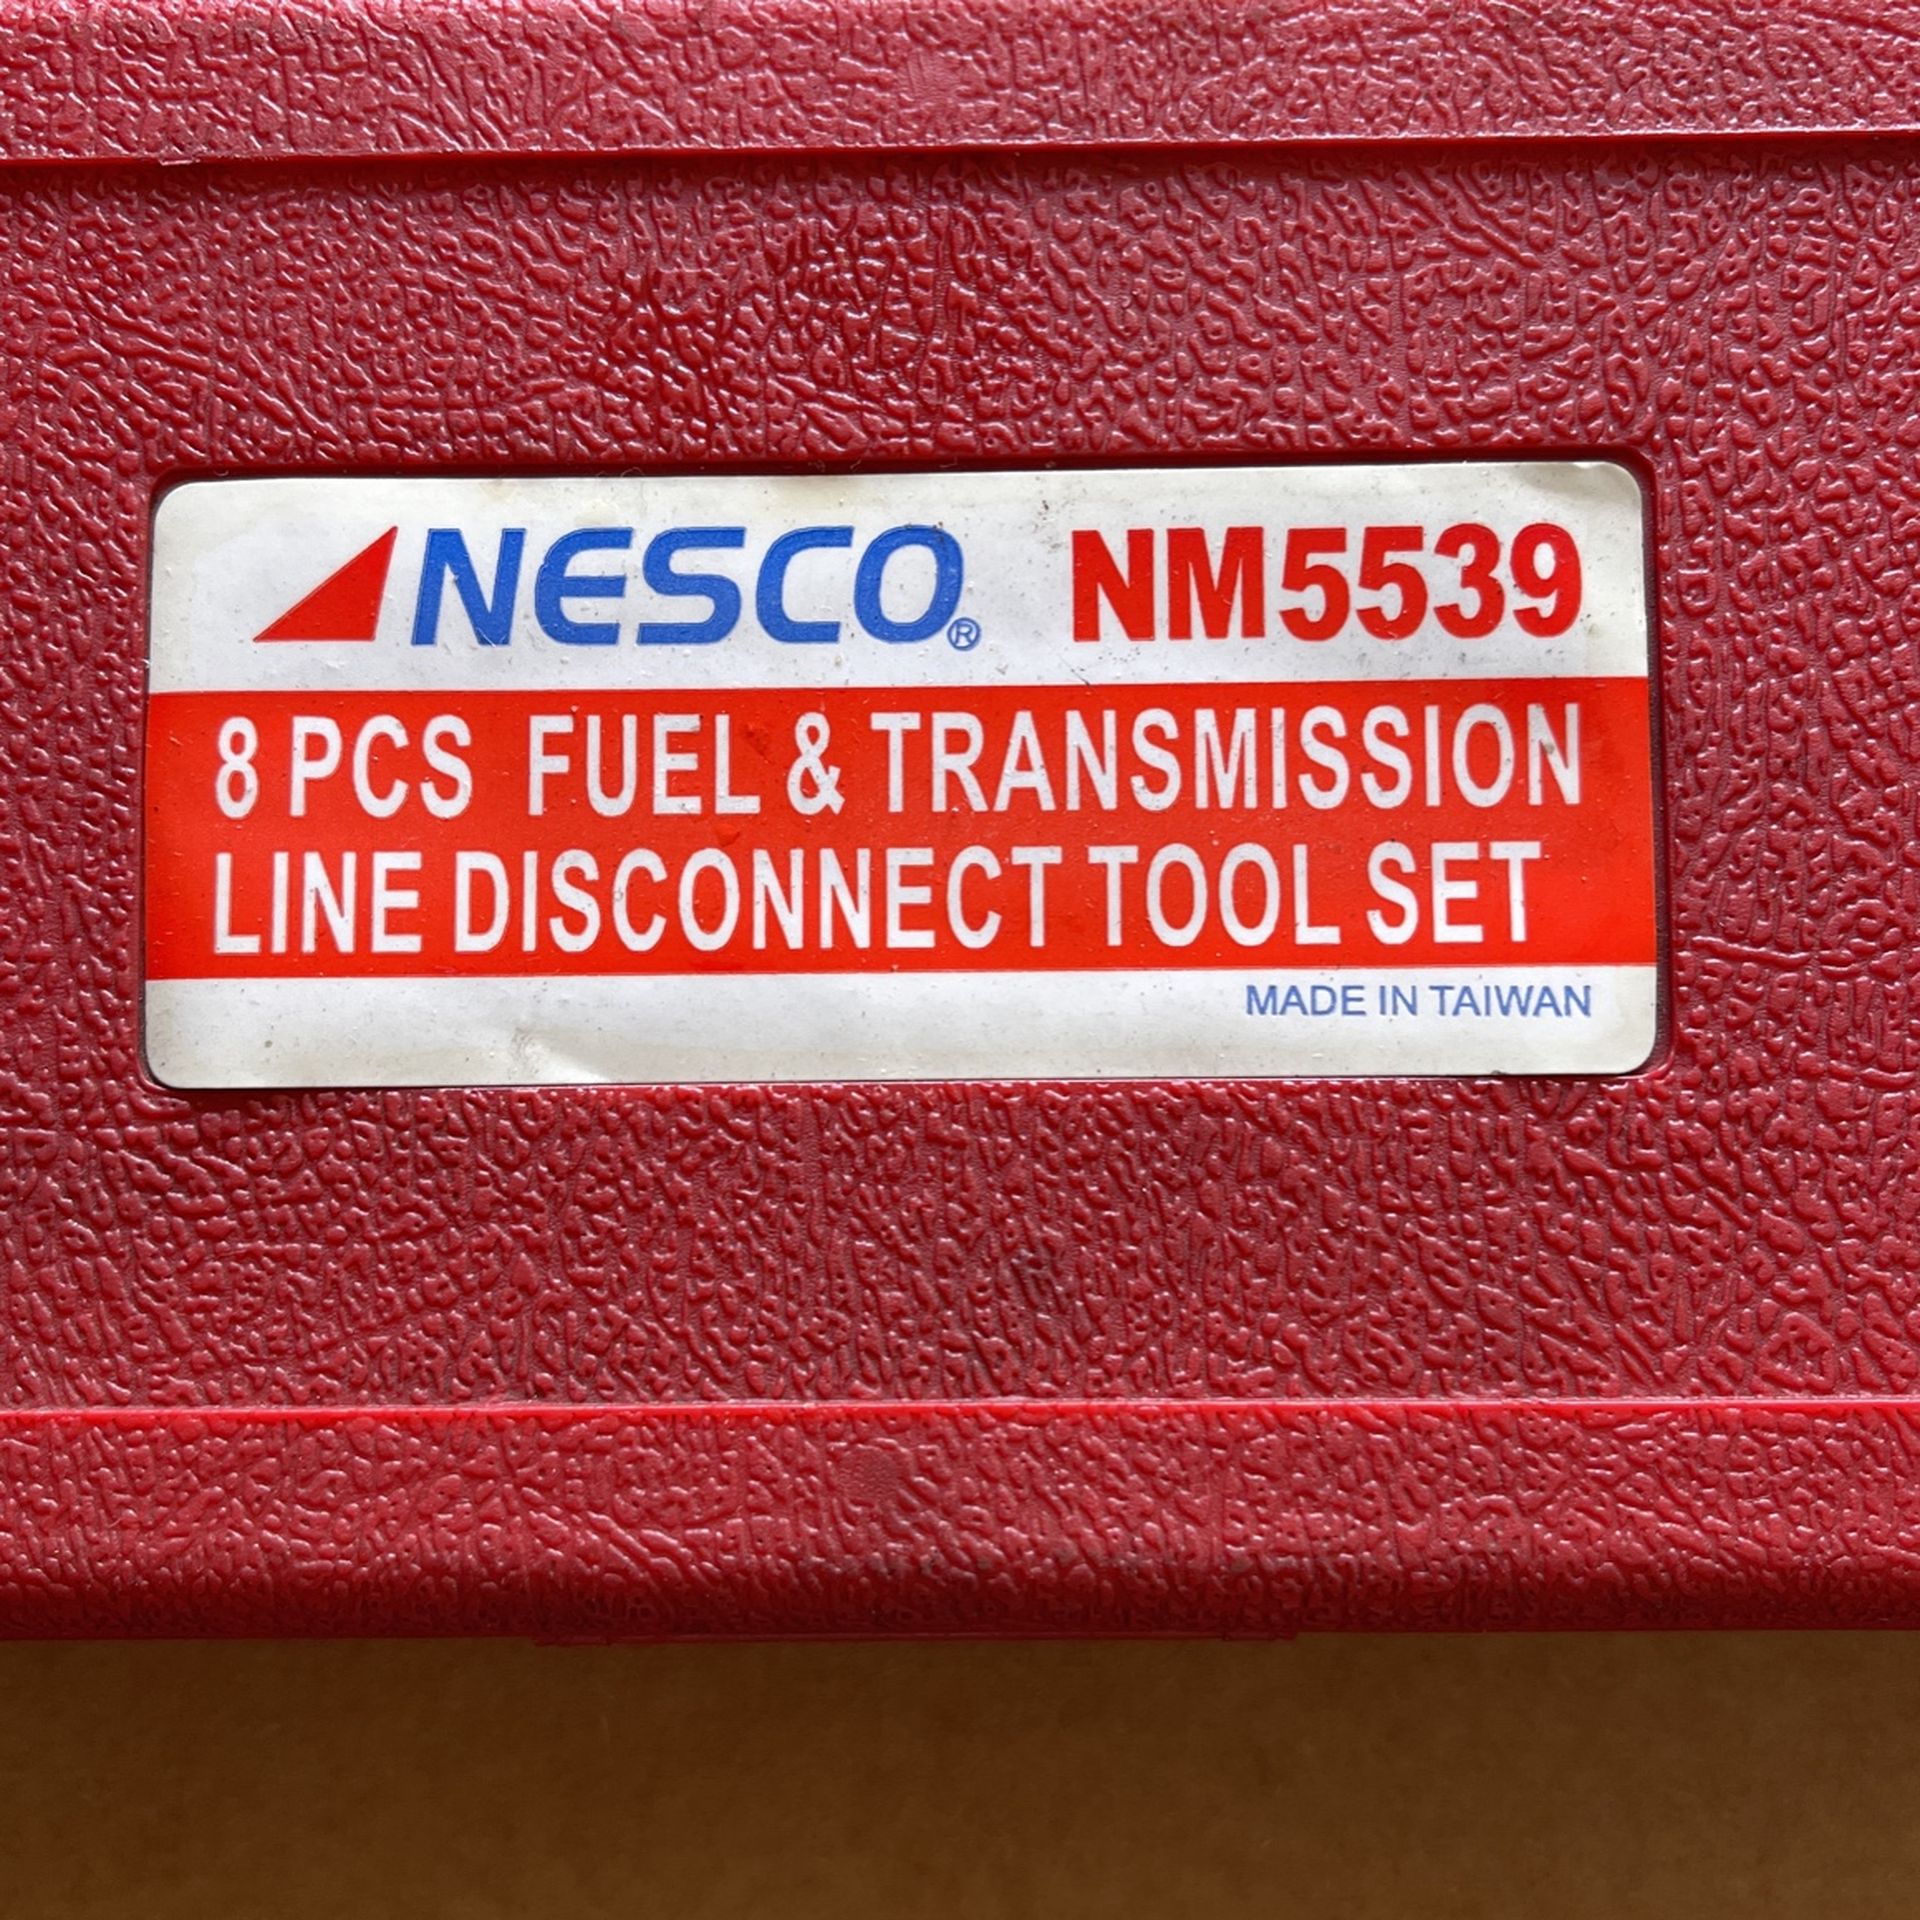 NESCO® NM5539
8 PCS FUEL & TRANSMISSION
LINE DISCONNECT TOOL SET
MADE IN TAIWAN